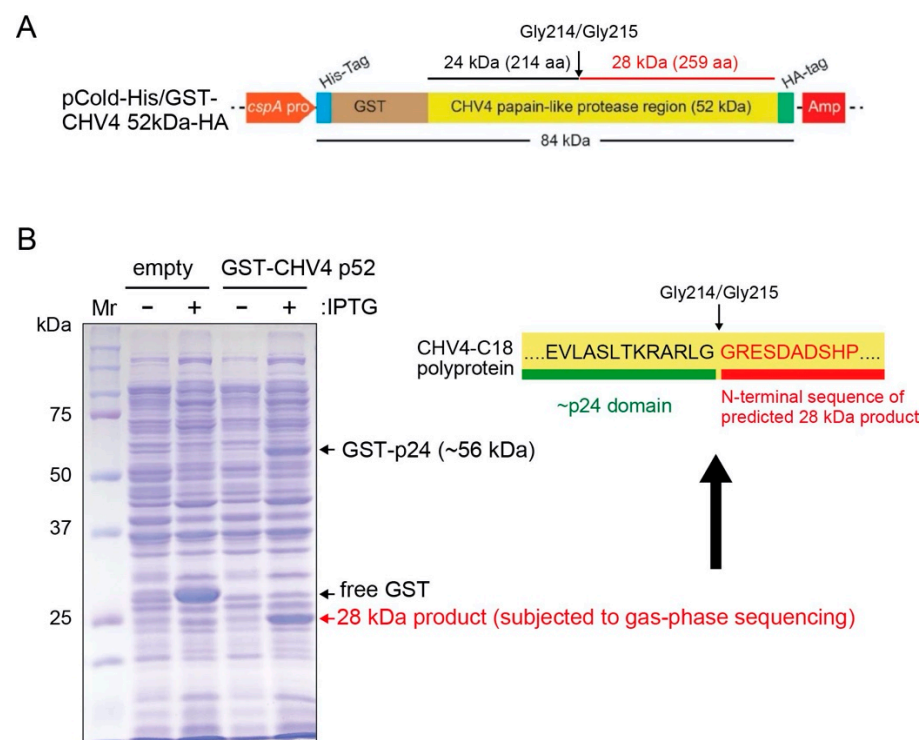 A
Gly214/Gly215
24 kDa (214 aa)
28 kDa (259 aa)
His-Tag
HA-tag
pCold-His/GST-
CHV4 52kDa-HA
cspA pro
GST
CHV4 papain-like protease region (52 kDa)
Amp
84 kDa
B
empty
GST-CHV4 p52
Mr
–
+
–
+
:IPTG
kDa
75
50
37
25
GST-p24 (~56 kDa)
free GST
28 kDa product (subjected to gas-phase sequencing)
Gly214/Gly215
CHV4-C18
polyprotein
....EVLASLTKRARLG GRESDADSHP....
~p24 domain
N-terminal sequence of
predicted 28 kDa product